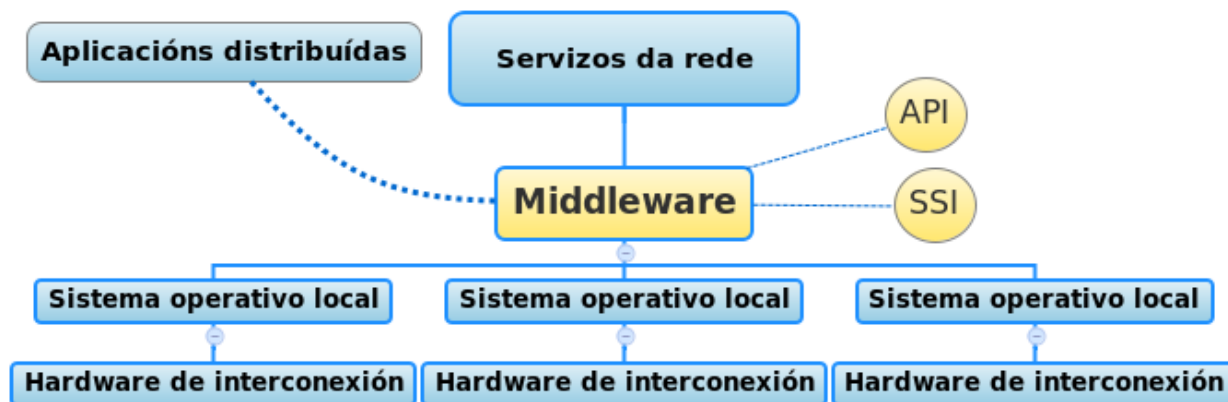 Aplicacións distribuídas
Servizos da rede
API
Middleware
SSI
Sistema operativo local
Sistema operativo local
Sistema operativo local
Hardware de interconexión
Hardware de interconexión
Hardware de interconexión